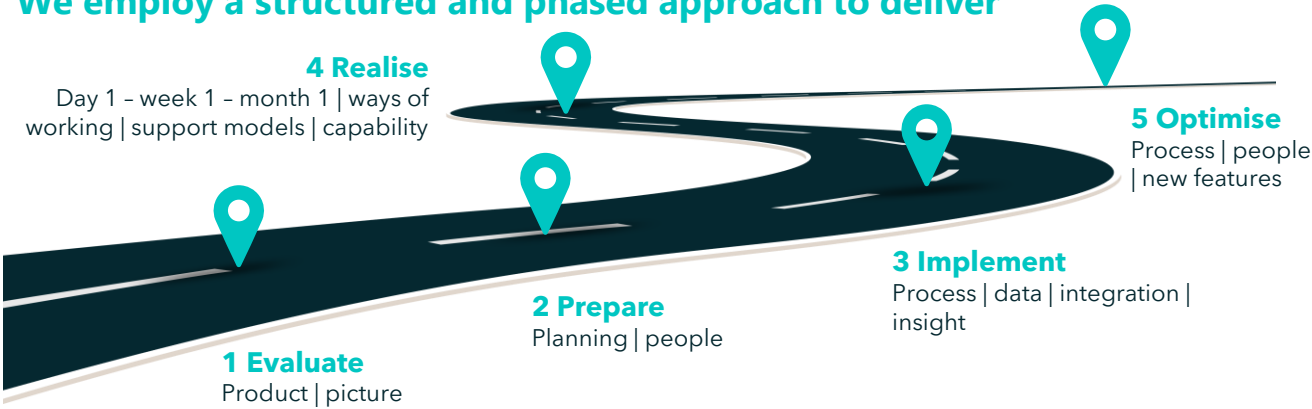 We employ a structured and phased approach to deliver
4 Realise
Day 1 – week 1 – month 1 | ways of
working | support models | capability
5 Optimise
Process | people
| new features
3 Implement
Process | data | integration |
insight
2 Prepare
Planning | people
1 Evaluate
Product | picture